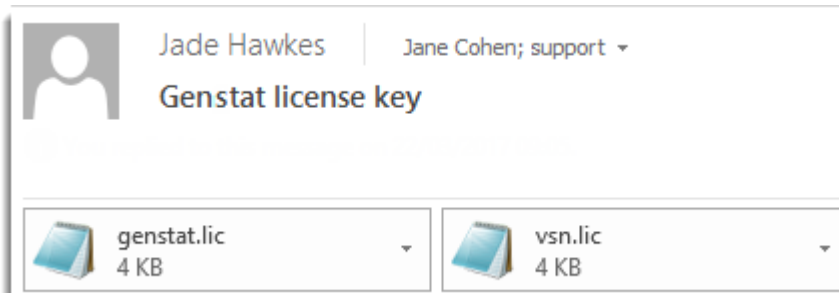 Jade Hawkes Jane Cohen; support
Genstat license key
genstat.lic vsn.lic
4 KB 4 KB